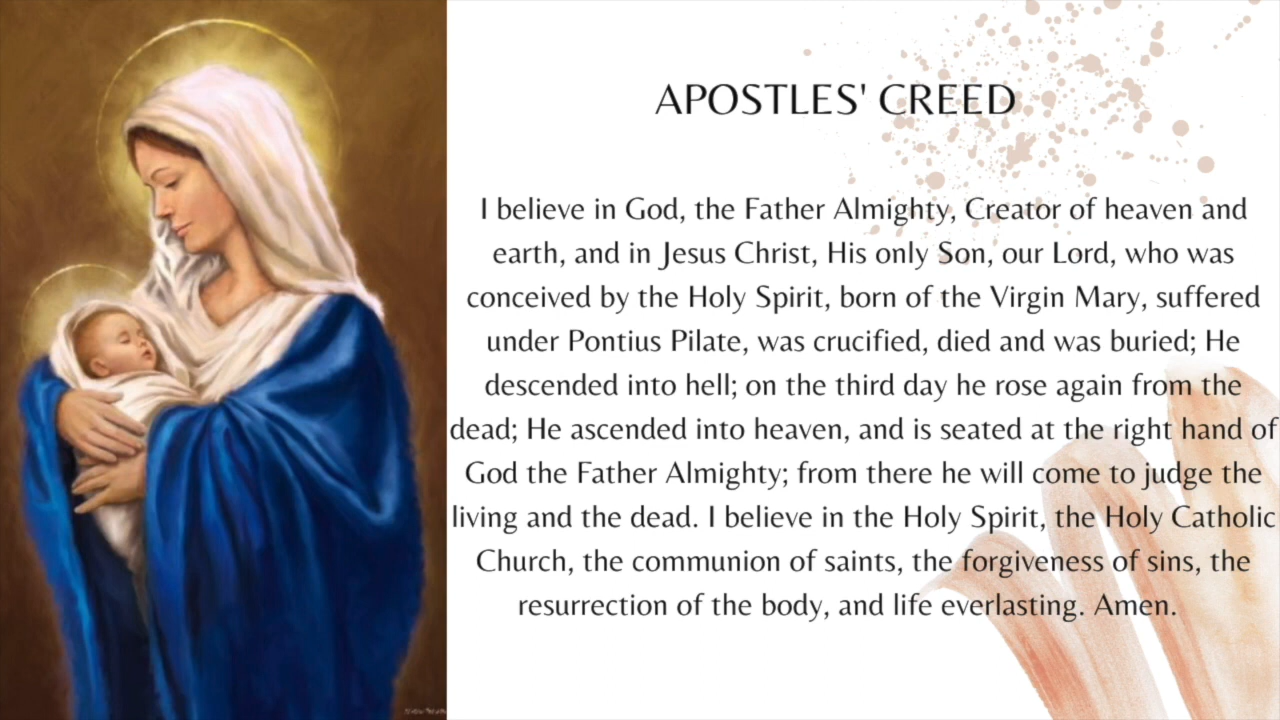 APOSTLES' CREED
I believe in God, the Father Almighty, Creator of heaven and
earth, and in Jesus Christ, His only Son, our Lord, who was
conceived by the Holy Spirit, born of the Virgin Mary, suffered
under Pontius Pilate, was crucified, died and was buried; He
descended into hell; on the third day he rose again from the
dead; He ascended into heaven, and is seated at the right hand of
God the Father Almighty; from there he will come to judge the
living and the dead. I believe in the Holy Spirit, the Holy Catholic
Church, the communion of saints, the forgiveness of sins, the
resurrection of the body, and life everlasting. Amen.